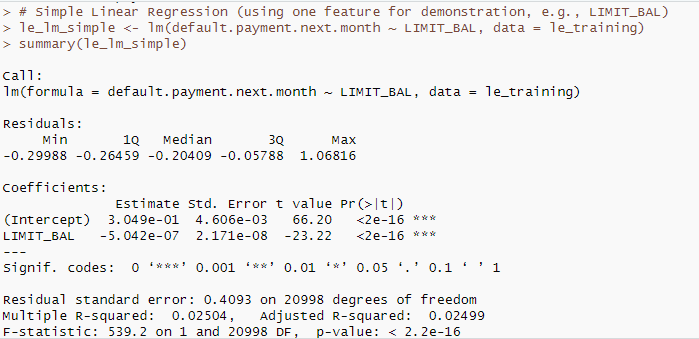 > # Simple Linear Regression (using one feature for demonstration, e.g., LIMIT_BAL)
> le_lm_simple <- lm(default.payment.next.month ~ LIMIT_BAL, data = le_training)
> summary(le_lm_simple)

Call:
lm(formula = default.payment.next.month ~ LIMIT_BAL, data = le_training)

Residuals:
     Min       1Q   Median       3Q      Max
-0.29988 -0.26459 -0.20409 -0.05788  1.06816

Coefficients:
              Estimate Std. Error t value Pr(>|t|)
(Intercept)  3.049e-01  4.606e-03   66.20   <2e-16 ***
LIMIT_BAL   -5.042e-07  2.171e-08  -23.22   <2e-16 ***
---
Signif. codes:  0 ‘***’ 0.001 ‘**’ 0.01 ‘*’ 0.05 ‘.’ 0.1 ‘ ’ 1

Residual standard error: 0.4093 on 20998 degrees of freedom
Multiple R-squared:  0.02504,   Adjusted R-squared:  0.02499
F-statistic: 539.2 on 1 and 20998 DF,  p-value: < 2.2e-16